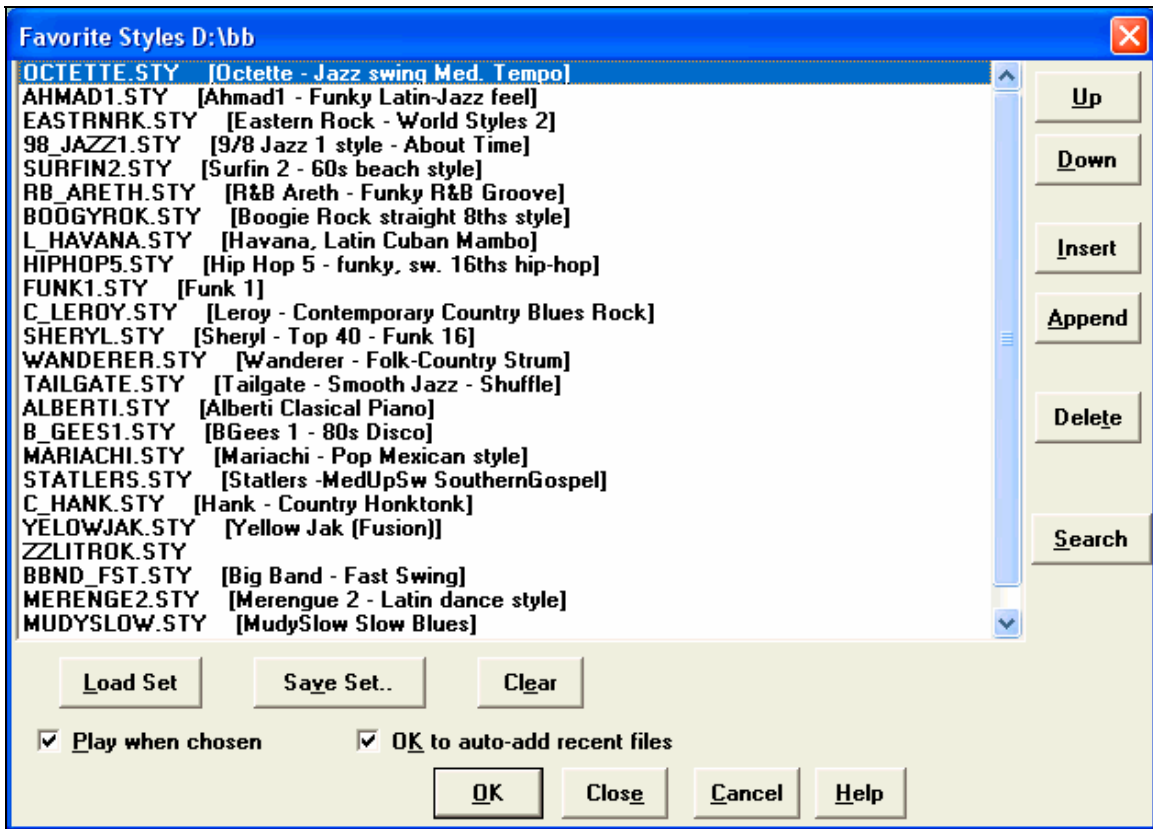 Favorite Styles D:\bb
OCTETTE.STY [Octette - Jazz swing Med. Tempo]
AHMAD1.STY [Ahmad1 - Funky Latin-Jazz feel]
EASTRNRK.STY [Eastern Rock - World Styles 2]
98_JAZZ1.STY [9/8 Jazz 1 style - About Time]
SURFIN2.STY [Surfin 2 - 60s beach style]
RB_ARETH.STY [R&B Areth - Funky R&B Groove]
BOOGYROK.STY [Boogie Rock straight 8ths style]
L_HAVANA.STY [Havana, Latin Cuban Mambo]
HIPHOP5.STY [Hip Hop 5 - funky, sw. 16ths hip-hop]
FUNK1.STY [Funk 1]
C_LEROY.STY [Leroy - Contemporary Country Blues Rock]
SHERYL.STY [Sheryl - Top 40 - Funk 16]
WANDERER.STY [Wanderer - Folk-Country Strum]
TAILGATE.STY [Tailgate - Smooth Jazz - Shuffle]
ALBERTI.STY [Alberti Clasical Piano]
B_GEES1.STY [BGees 1 - 80s Disco]
MARIACHI.STY [Mariachi - Pop Mexican style]
STATLERS.STY [Statlers -MedUpSw SouthernGospel]
C_HANK.STY [Hank - Country Honktonk]
YELOWJAK.STY [Yellow Jak (Fusion)]
ZZLITROK.STY
BBND_FST.STY [Big Band - Fast Swing]
MERENGE2.STY [Merengue 2 - Latin dance style]
MUDYSLOW.STY [MudySlow Slow Blues]
Up
Down
Insert
Append
Delete
Search
Load Set Save Set.. Clear
Play when chosen OK to auto-add recent files
OK Close Cancel Help